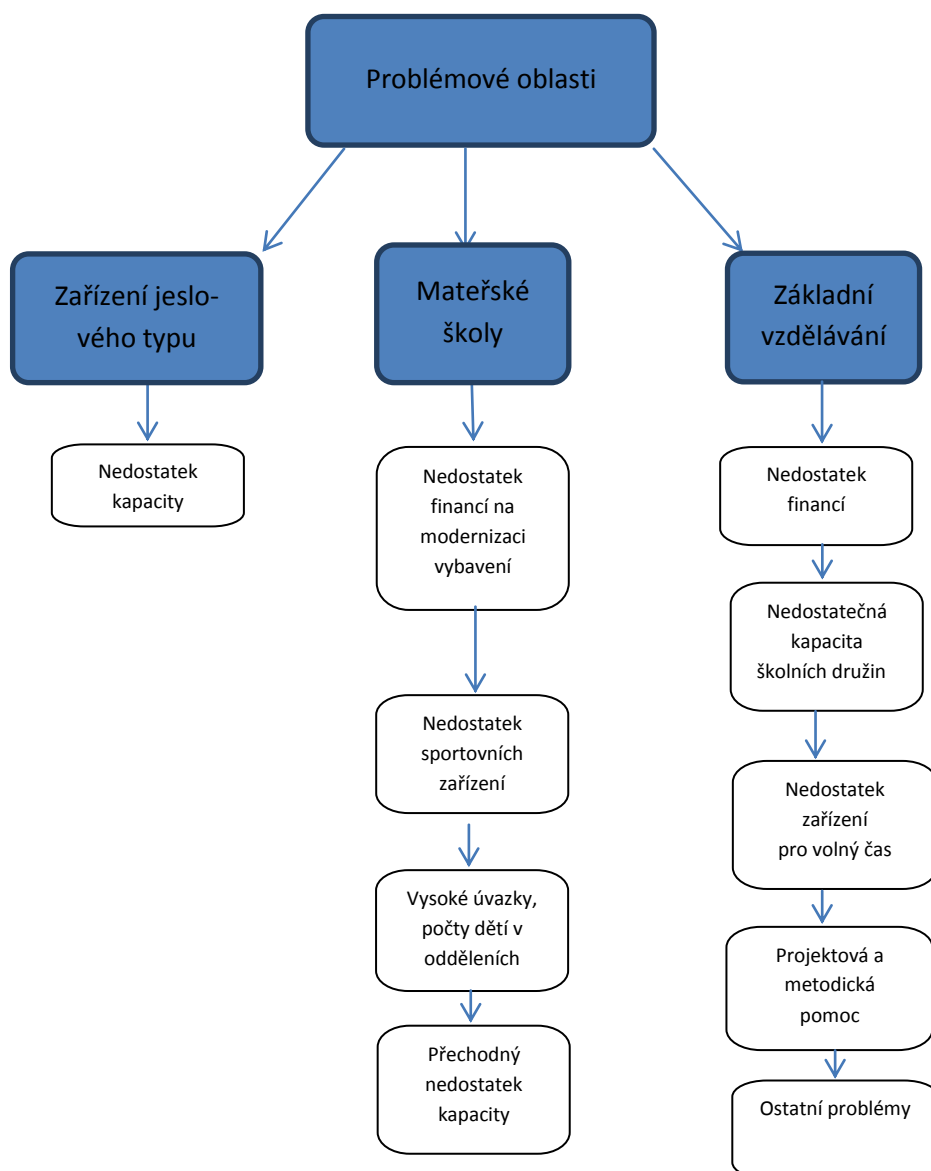 Problémové oblasti
Zařízení jeslo-
vého typu
Nedostatek
kapacity
Mateřské
školy
Nedostatek
financí na
modernizaci
vybavení
Nedostatek
sportovních
zařízení
Vysoké úvazky,
počty dětí v
odděleních
Přechodný
nedostatek
kapacity
Základní
vzdělávání
Nedostatek
financí
Nedostatečná
kapacita
školních družin
Nedostatek
zařízení
pro volný čas
Projektová a
metodická
pomoc
Ostatní problémy